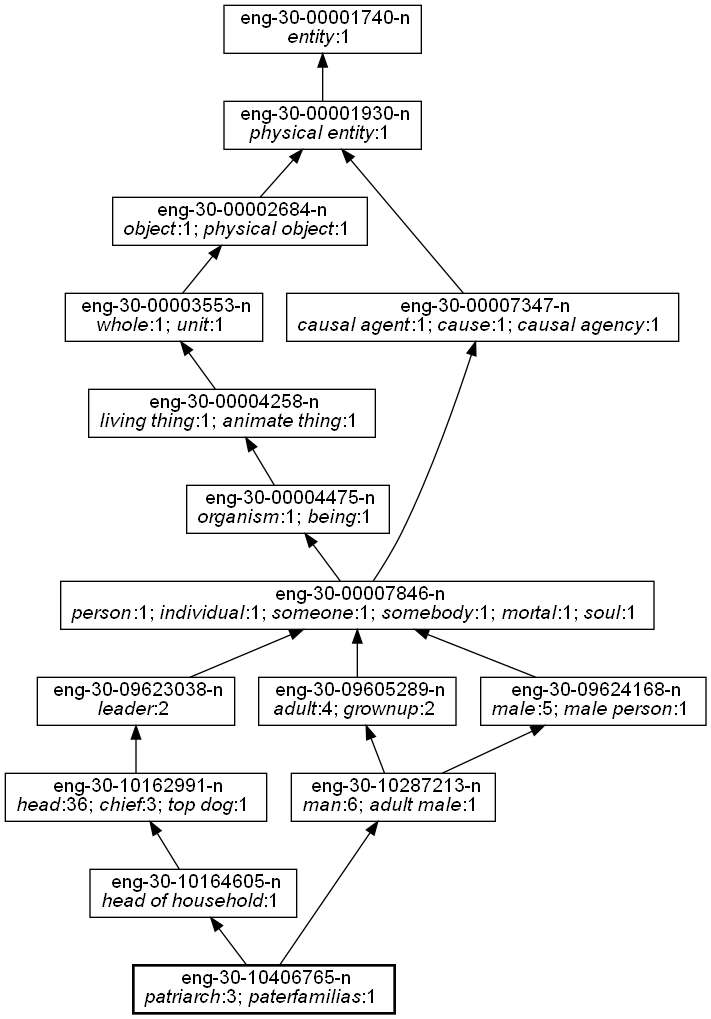 eng-30-00001740-n
entity:1
eng-30-00001930-n
physical entity:1
eng-30-00002684-n
object:1; physical object:1
eng-30-00003553-n
whole:1; unit:1
eng-30-00007347-n
causal agent:1; cause:1; causal agency:1
eng-30-00004258-n
living thing:1; animate thing:1
eng-30-00004475-n
organism:1; being:1
eng-30-00007846-n
person:1; individual:1; someone:1; somebody:1; mortal:1; soul:1
eng-30-09623038-n
leader:2
eng-30-09605289-n
adult:4; grownup:2
eng-30-09624168-n
male:5; male person:1
eng-30-10162991-n
head:36; chief:3; top dog:1
eng-30-10287213-n
man:6; adult male:1
eng-30-10164605-n
head of household:1
eng-30-10406765-n
patriarch:3; paterfamilias:1